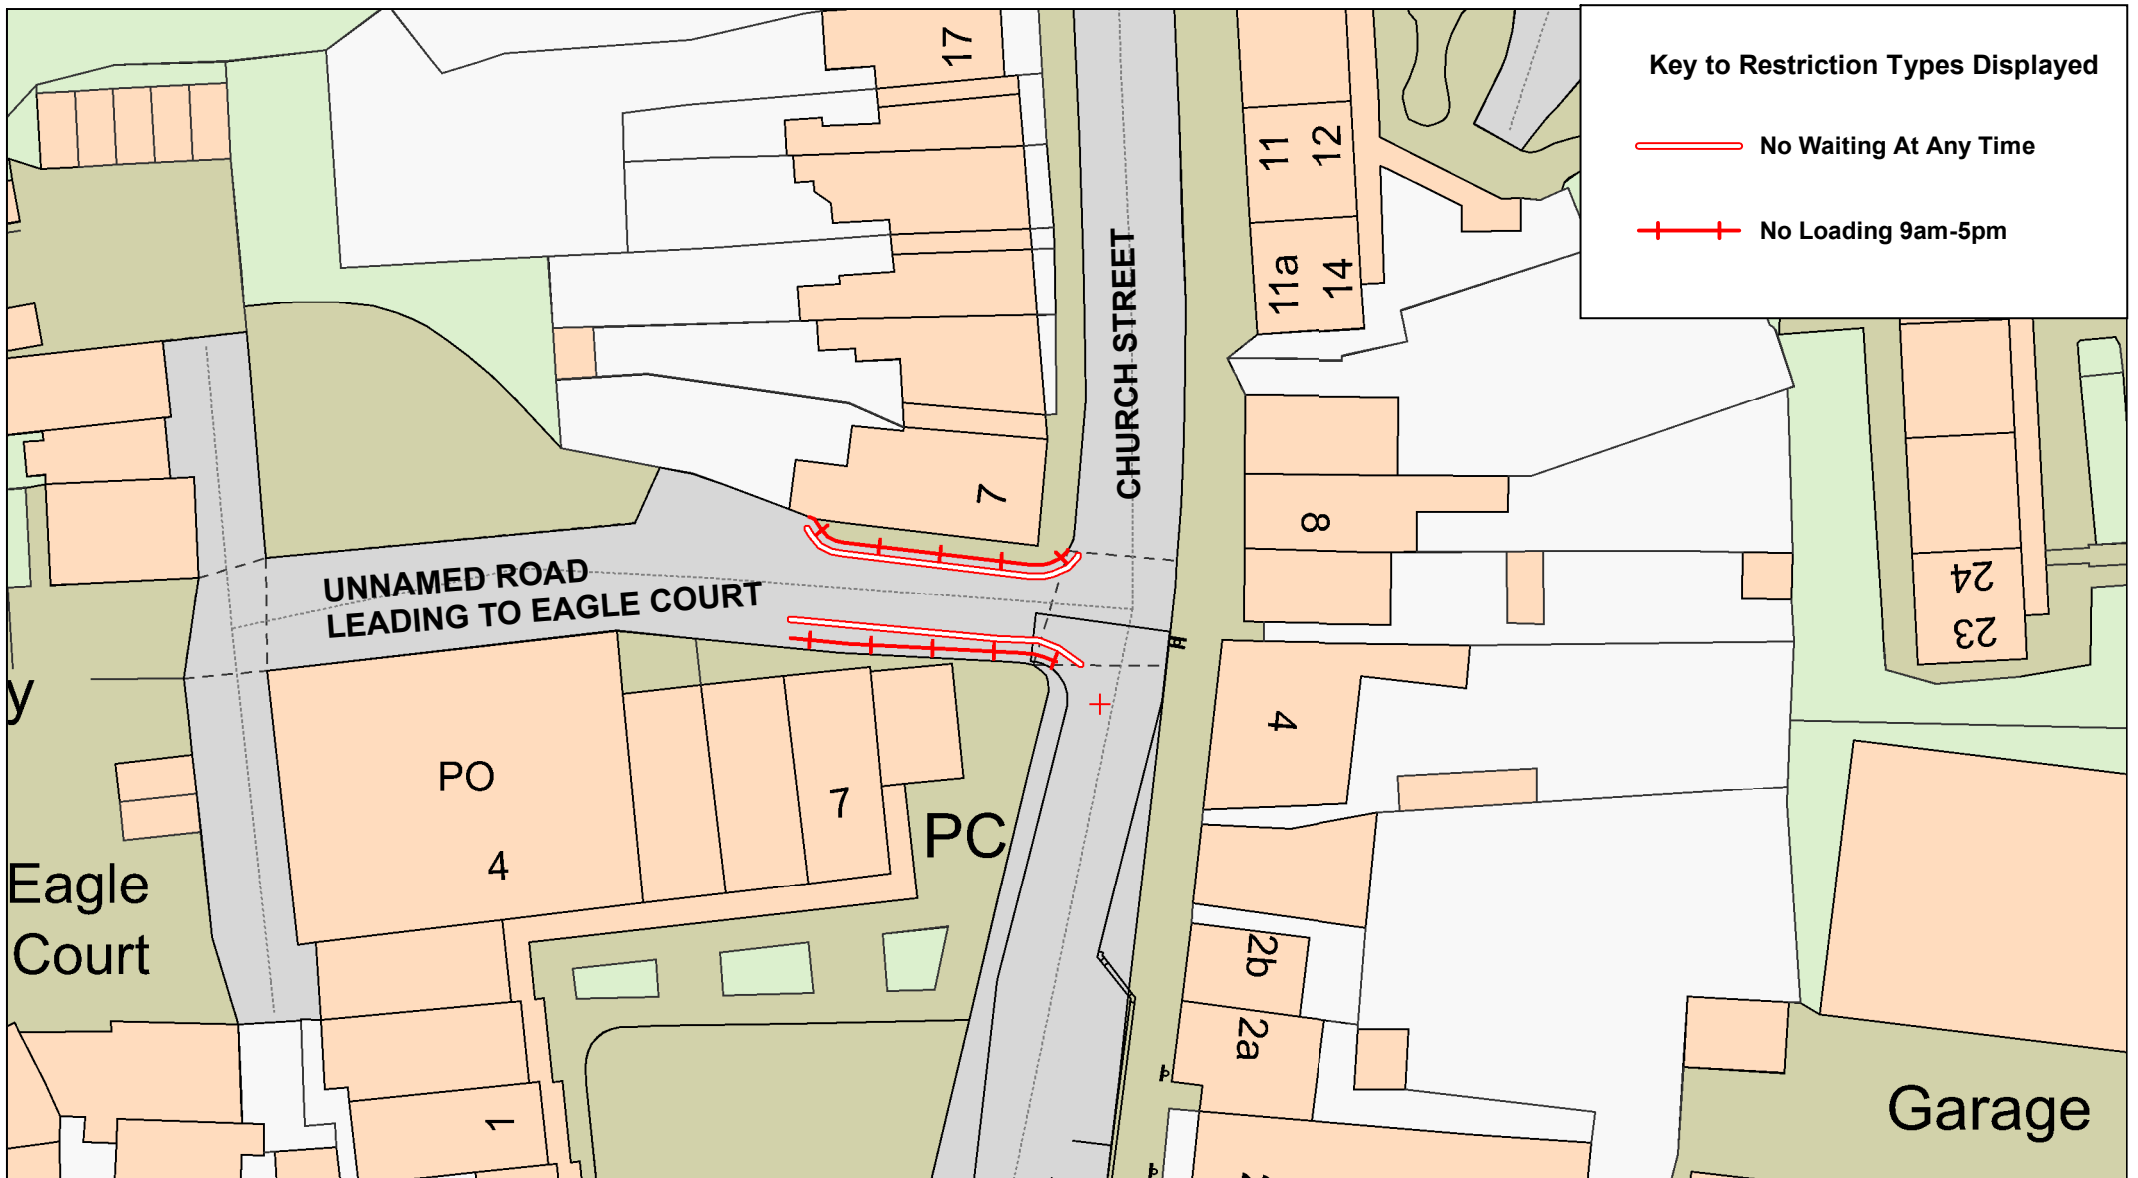 Key to Restriction Types Displayed
No Waiting At Any Time
No Loading 9am-5pm
17
11
12
11a
14
CHURCH STREET
7
8
UNNAMED ROAD
LEADING TO EAGLE COURT
24
23
y
4
PO
7
PC
4
Eagle
Court
2b
2a
Garage
1